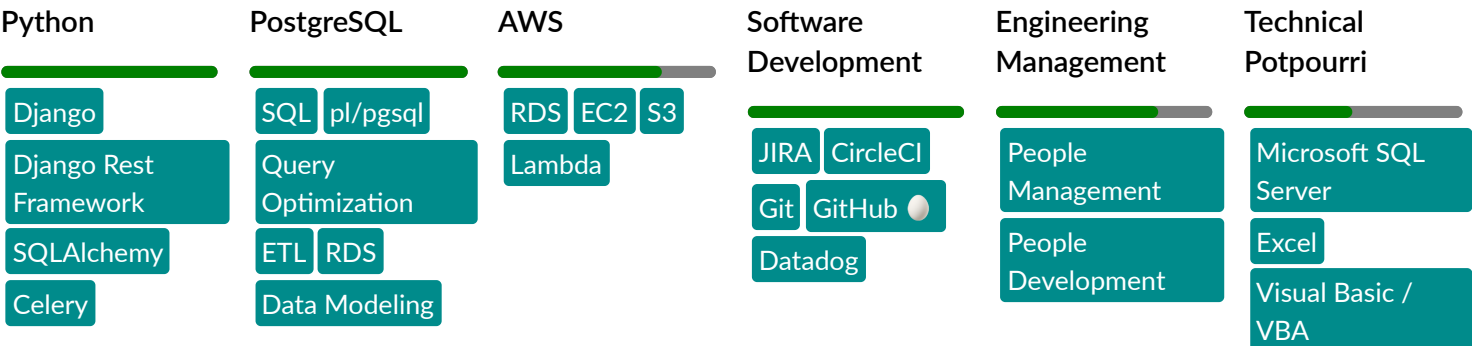 Python
Django
Django Rest
Framework
SQLAlchemy
Celery
PostgreSQL
SQL pl/pgsql
Query
Optimization
ETL RDS
Data Modeling
AWS
RDS EC2 S3
Lambda
Software
Development
JIRA CircleCI
Git GitHub 🥚
Datadog
Engineering
Management
People
Management
People
Development
Technical
Potpourri
Microsoft SQL
Server
Excel
Visual Basic /
VBA